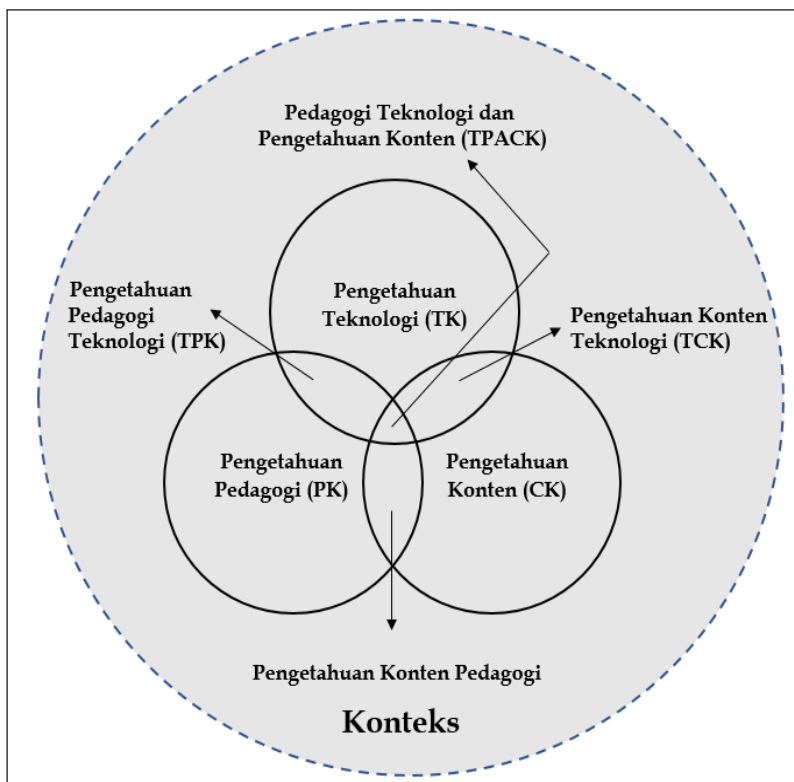 Pedagogi Teknologi dan
Pengetahuan Konten (TPACK)
Pengetahuan
Pedagogi
Teknologi (TPK)
Pengetahuan
Teknologi (TK)
Pengetahuan Konten
Teknologi (TCK)
Pengetahuan
Pedagogi (PK)
Pengetahuan
Konten (CK)
Pengetahuan Konten Pedagogi
Konteks